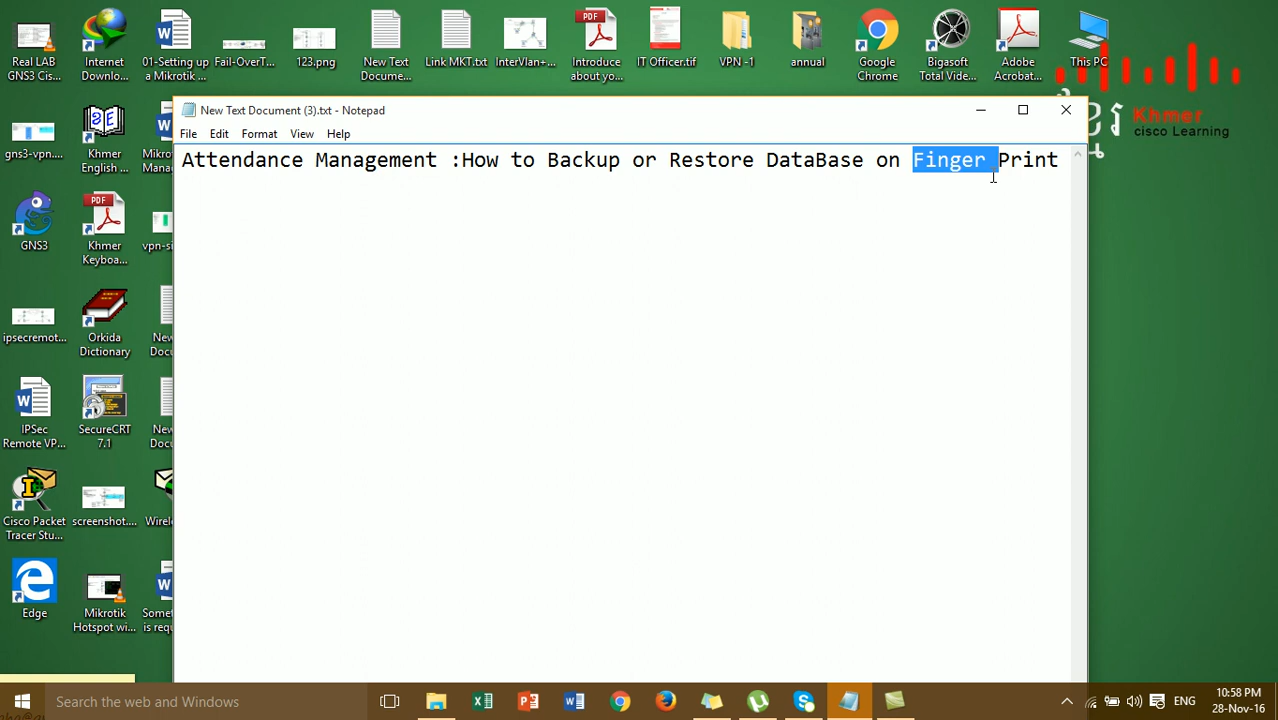 Real LAB GNS3 Cis...
Internet Downlo...
01-Setting up a Mikrotik ...
Fail-OverT...
123.png
New Text Docume...
Link MKT.txt
InterVlan+...
PDF
Introduce about yo...
IT Officer.tif
VPN -1
annual
Google Chrome
Bigasoft Total Vide...
Adobe Acrobat...
This PC
Khmer
cisco Learning
New Text Document (3).txt - Notepad
File Edit Format View Help
Attendance Management :How to Backup or Restore DataBase on Finger Print
gns3-vpn....
Khmer English ...
GNS3
PDF
Khmer Keyboa...
vpn-si
ipsecremot...
Orkida Dictionary
IPSec Remote VP...
SecureCRT 7.1
Cisco Packet Tracer Stu...
screenshot....
Edge
Mikrotik Hotspot wi...
Search the web and Windows
ENG
10:58 PM
28-Nov-16